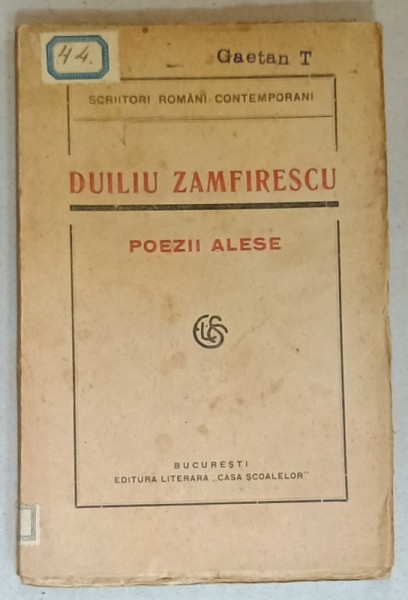 44.
Gaetan T
SCRIITORI ROMÂNI CONTEMPORANI
DUILIU ZAMFIRESCU
POEZII ALESE
BUCUREȘTI
EDITURA LITERARA „CASA ȘCOALELOR"